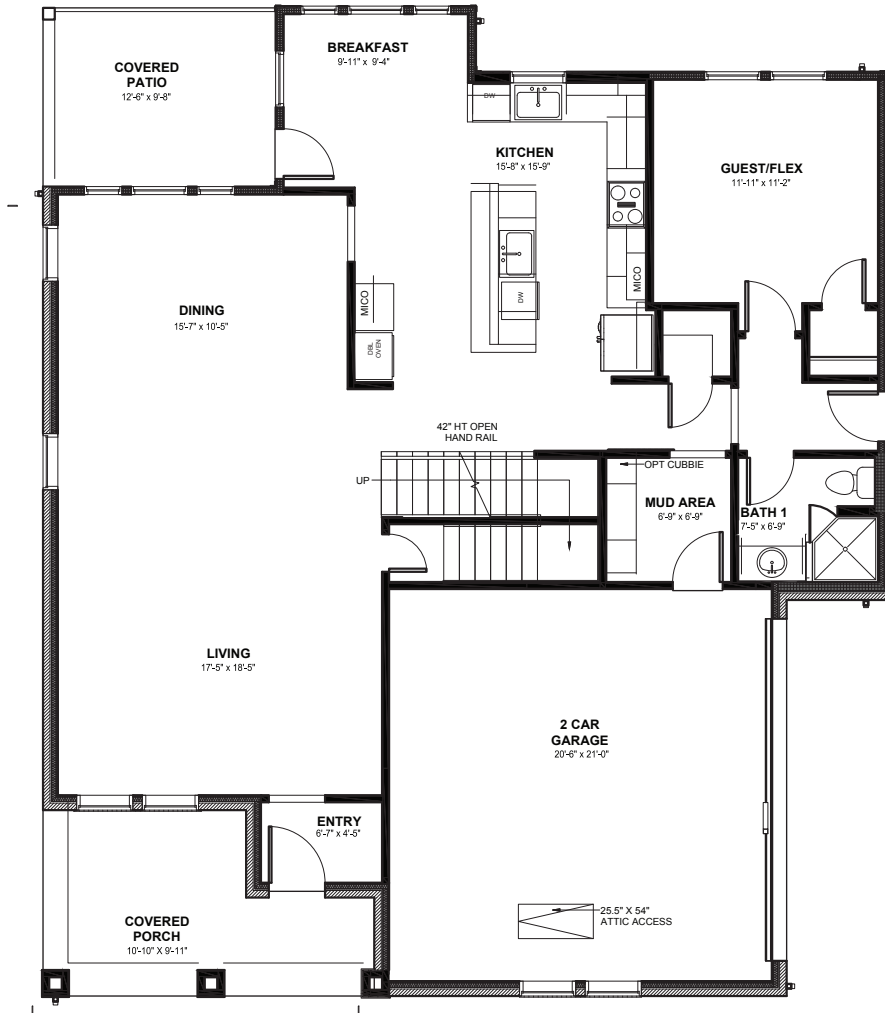 BREAKFAST
9'-11" x 9'-4"
COVERED
PATIO
12'-6" x 9'-8"
DW
KITCHEN
15'-8" x 15'-9"
GUEST/FLEX
11'-11" x 11'-2"
MICO
DW
DINING
15'-7" x 10'-5"
MICO
DBL
OVEN
42" HT OPEN
HAND RAIL
UP
OPT CUBBIE
MUD AREA
6'-9" x 6'-9"
BATH 1
7'-5" x 6'-9"
LIVING
17'-5" x 18'-5"
2 CAR
GARAGE
20'-6" x 21'-0"
ENTRY
6'-7" x 4'-5"
25.5" X 54"
ATTIC ACCESS
COVERED
PORCH
10'-10" X 9'-11"